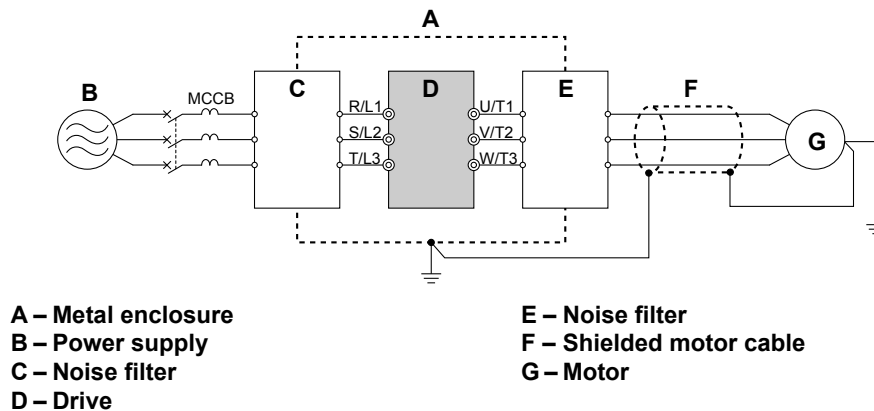 A
B
MCCB
C
R/L1
S/L2
T/L3
D
U/T1
V/T2
W/T3
E
F
G
A – Metal enclosure
B – Power supply
C – Noise filter
D – Drive
E – Noise filter
F – Shielded motor cable
G – Motor